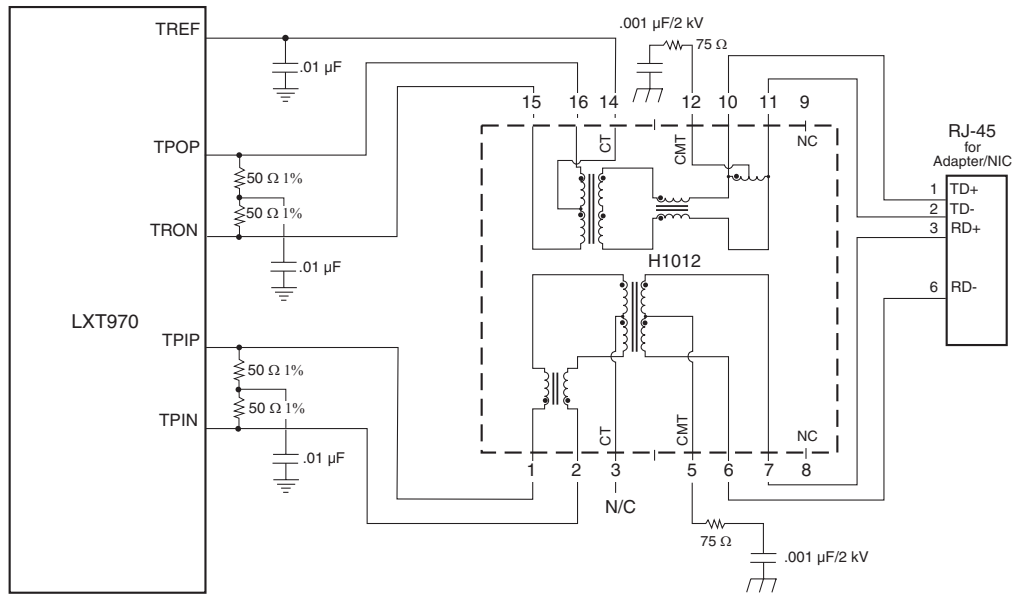 TREF
.01 µF
.001 µF/2 kV
75 Ω
15 16 14 12 10 11 9
CT
CMT
NC
RJ-45
for
Adapter/NIC
TPOP
50 Ω 1%
50 Ω 1%
TRON
.01 µF
1 TD+
2 TD-
3 RD+
6 RD-
H1012
LXT970
TPIP
50 Ω 1%
50 Ω 1%
TPIN
.01 µF
CT
CMT
NC
1 2 3 5 6 7 8
N/C
75 Ω
.001 µF/2 kV